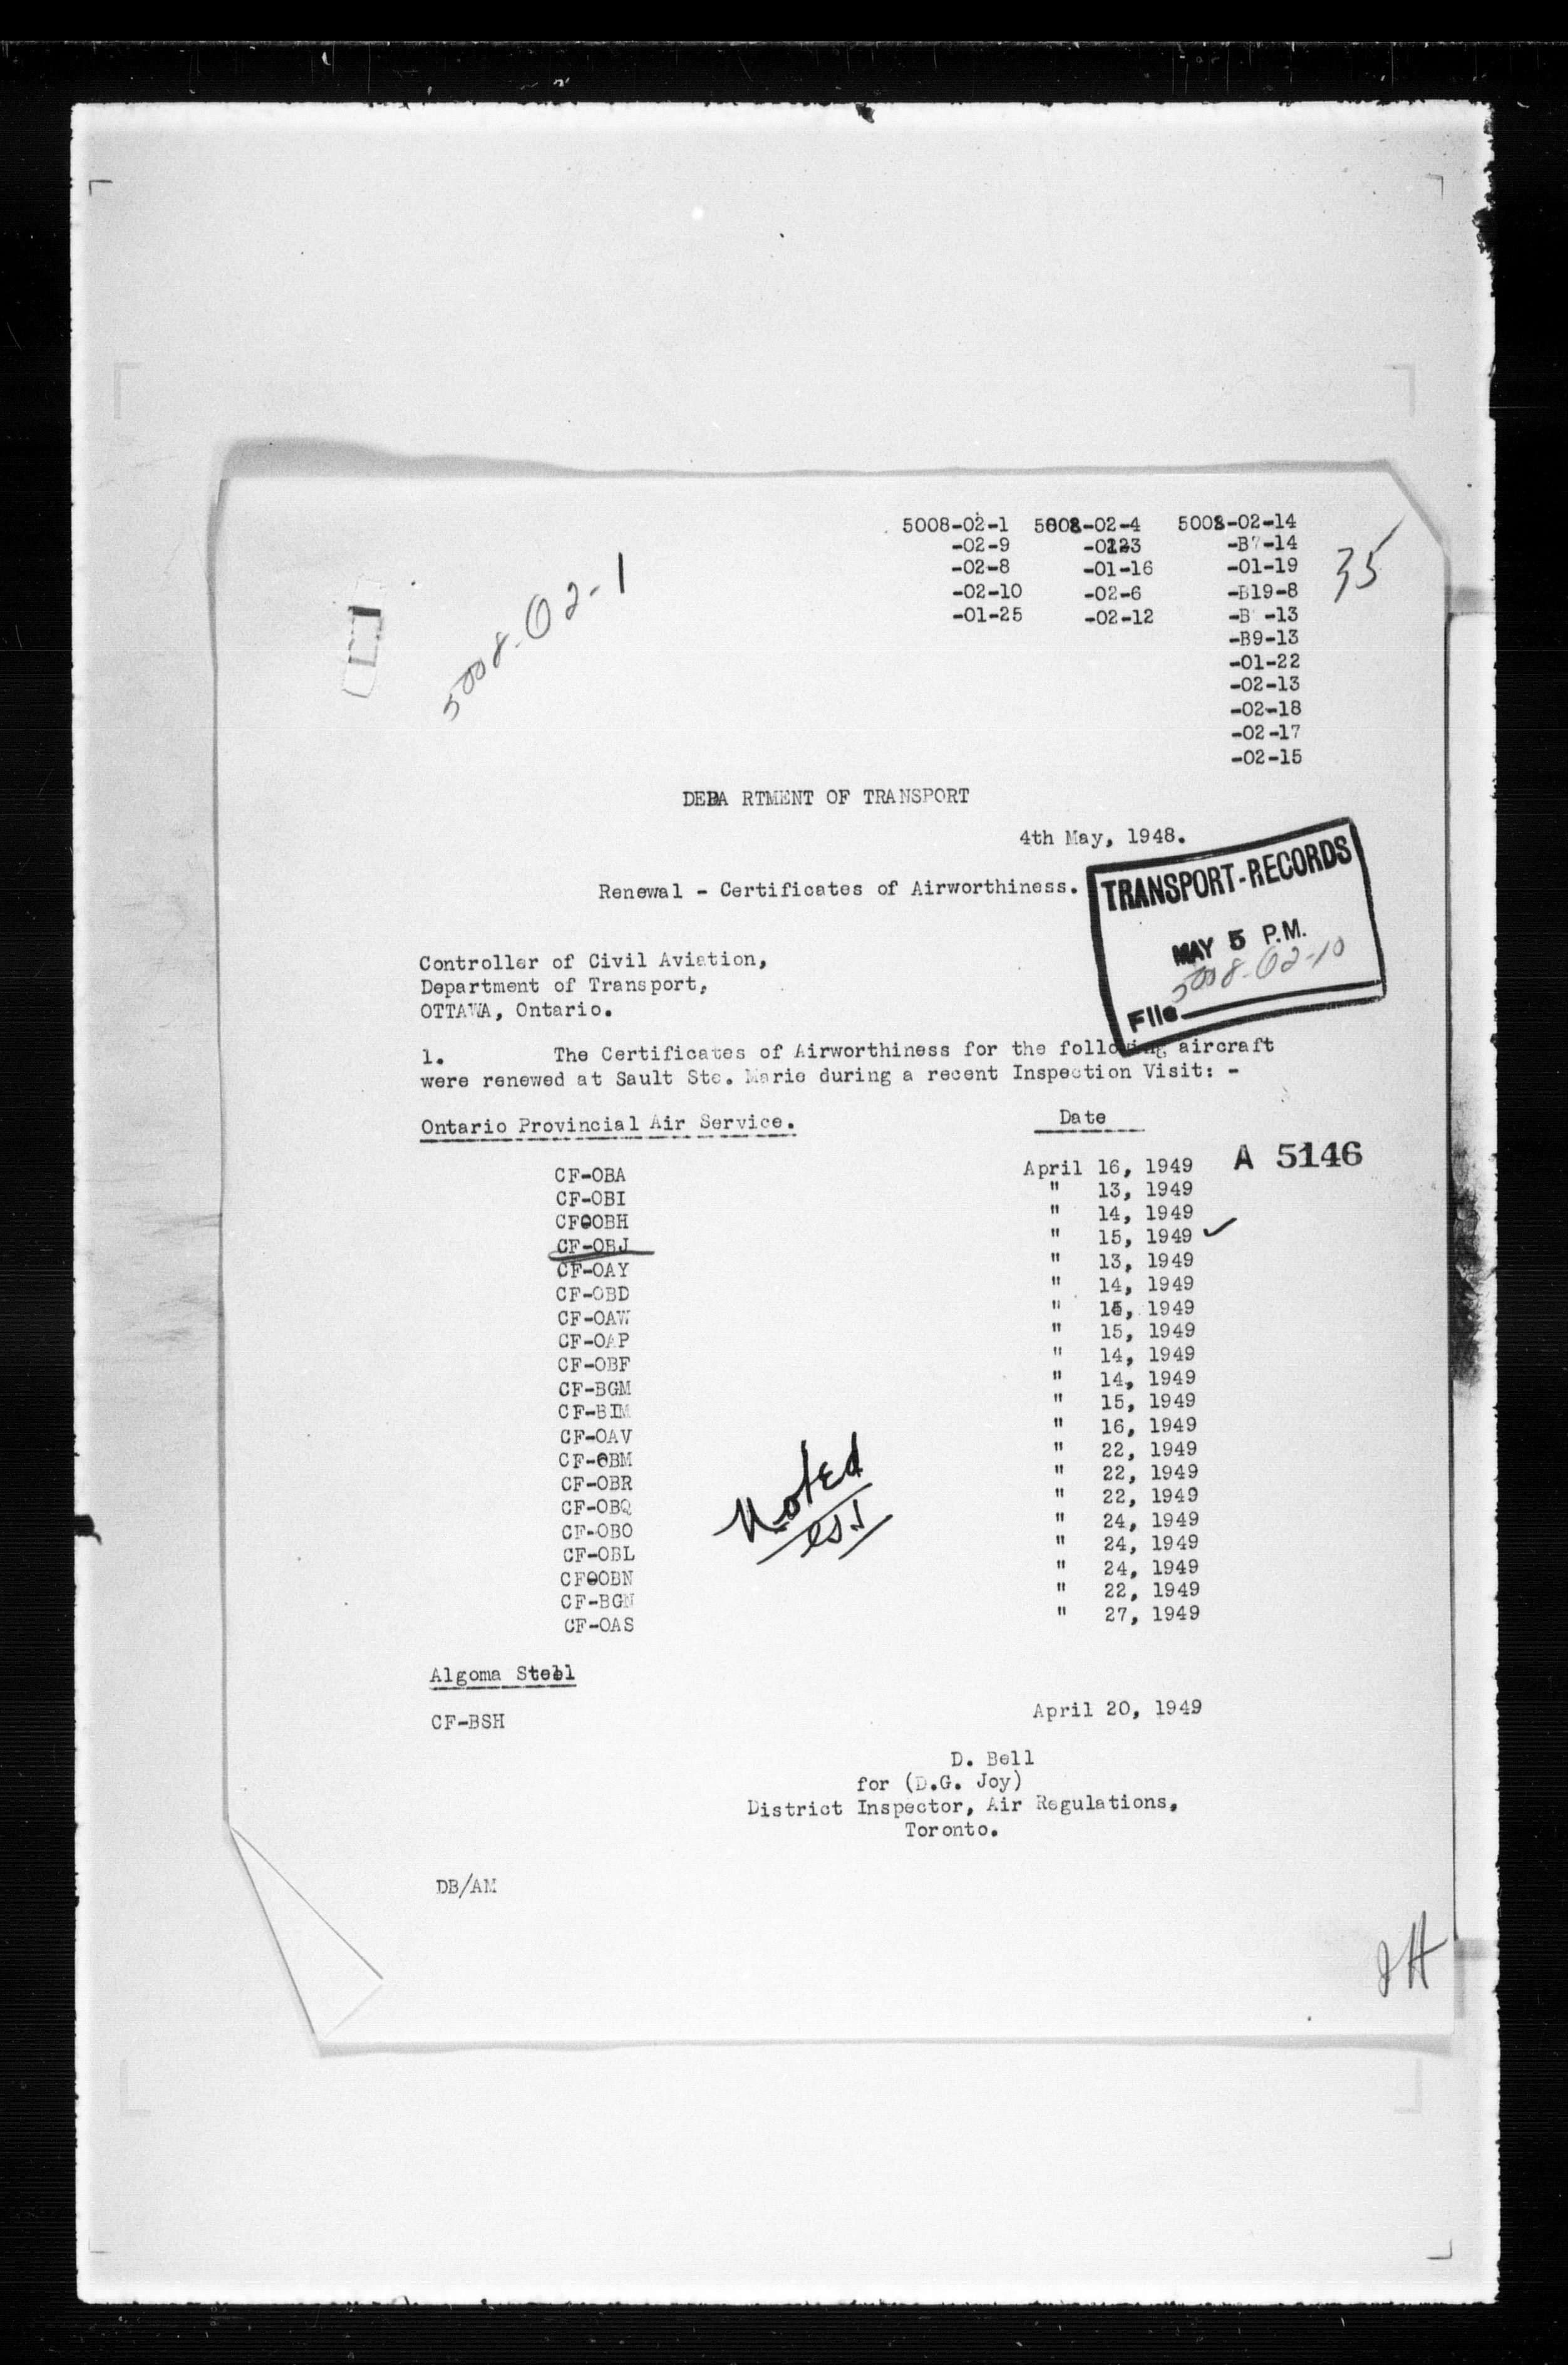 5008-02-1 5008-02-4 5008-02-14
-02-9 -0123 -B7-14
-02-8 -01-16 -01-19
-02-10 -02-6 -B19-8
-01-25 -02-12 -B -13
-B9-13
-01-22
-02-13
-02-18
-02-17
-02-15
35
5008-02-1
DEPA RTMENT OF TRANSPORT
4th May, 1948.
Renewal - Certificates of Airworthiness.
TRANSPORT-RECORDS
MAY 5 P.M.
5008-02-10
File
Controller of Civil Aviation,
Department of Transport,
OTTAWA, Ontario.
1. The Certificates of Airworthiness for the following aircraft
were renewed at Sault Ste. Marie during a recent Inspection Visit: -
Ontario Provincial Air Service. Date
A 5146
CF-OBA April 16, 1949
CF-OBI " 13, 1949
CF0OBH " 14, 1949
CF-OBJ " 15, 1949 ✓
CF-OAY " 13, 1949
CF-OBD " 14, 1949
CF-OAW " , 1949
CF-OAP " 15, 1949
CF-OBF " 14, 1949
CF-BGM " 14, 1949
CF-BIM " 15, 1949
CF-OAV " 16, 1949
CF-OBM " 22, 1949
CF-OBR " 22, 1949
CF-OBQ " 22, 1949
CF-OBO " 24, 1949
CF-OBL " 24, 1949
CF0OBN " 24, 1949
CF-BGN " 22, 1949
CF-OAS " 27, 1949
Noted
Algoma Steel
CF-BSH April 20, 1949
D. Bell
for (D.G. Joy)
District Inspector, Air Regulations,
Toronto.
DB/AM